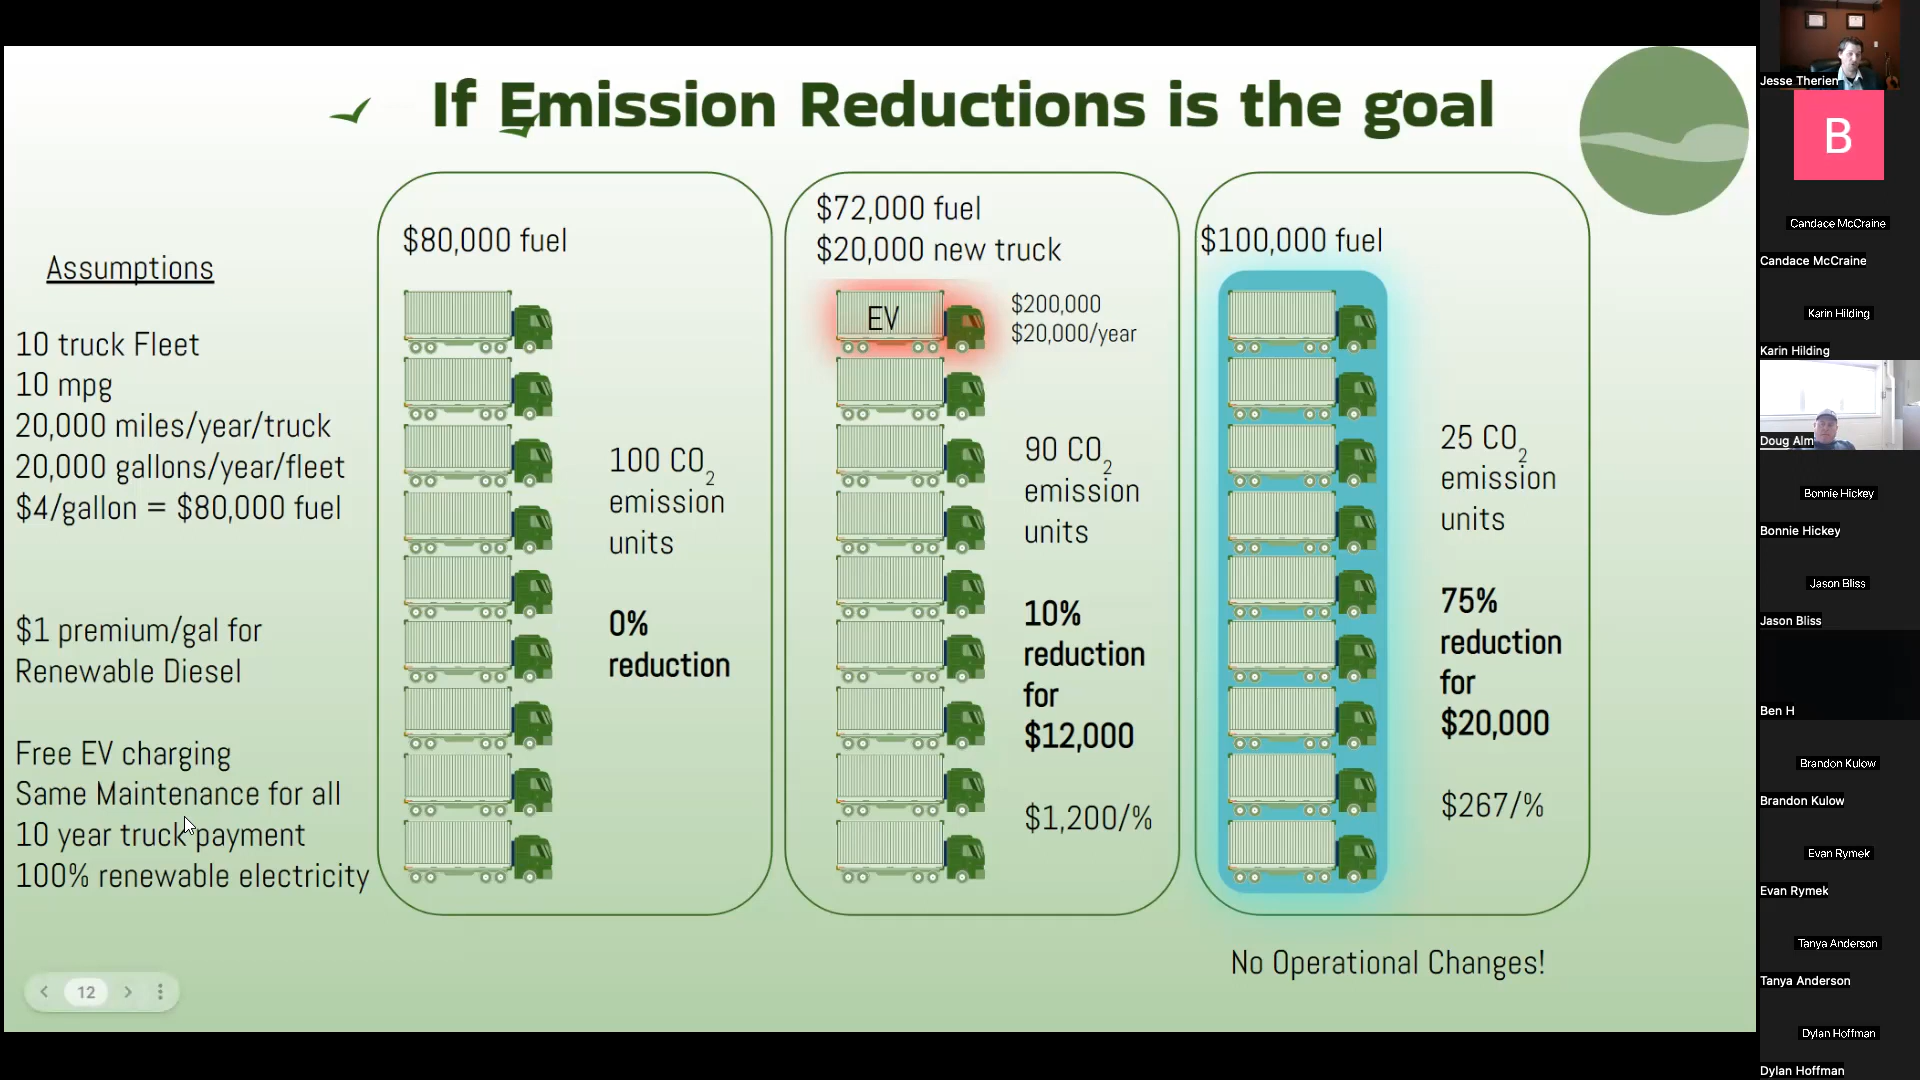 If Emission Reductions is the goal
Assumptions
10 truck Fleet
10 mpg
20,000 miles/year/truck
20,000 gallons/year/fleet
$4/gallon = $80,000 fuel
$1 premium/gal for
Renewable Diesel
Free EV charging
Same Maintenance for all
10 year truck payment
100% renewable electricity
$80,000 fuel
100 CO2
emission
units
0%
reduction
$72,000 fuel
$20,000 new truck
EV
$200,000
$20,000/year
90 CO2
emission
units
10%
reduction
for
$12,000
$1,200/%
$100,000 fuel
25 CO2
emission
units
75%
reduction
for
$20,000
$267/%
No Operational Changes!
12
Jesse Therien
B
Candace McCraine
Candace McCraine
Karin Hilding
Karin Hilding
Doug Alm
Bonnie Hickey
Bonnie Hickey
Jason Bliss
Jason Bliss
Ben H
Brandon Kulow
Brandon Kulow
Evan Rymek
Evan Rymek
Tanya Anderson
Tanya Anderson
Dylan Hoffman
Dylan Hoffman